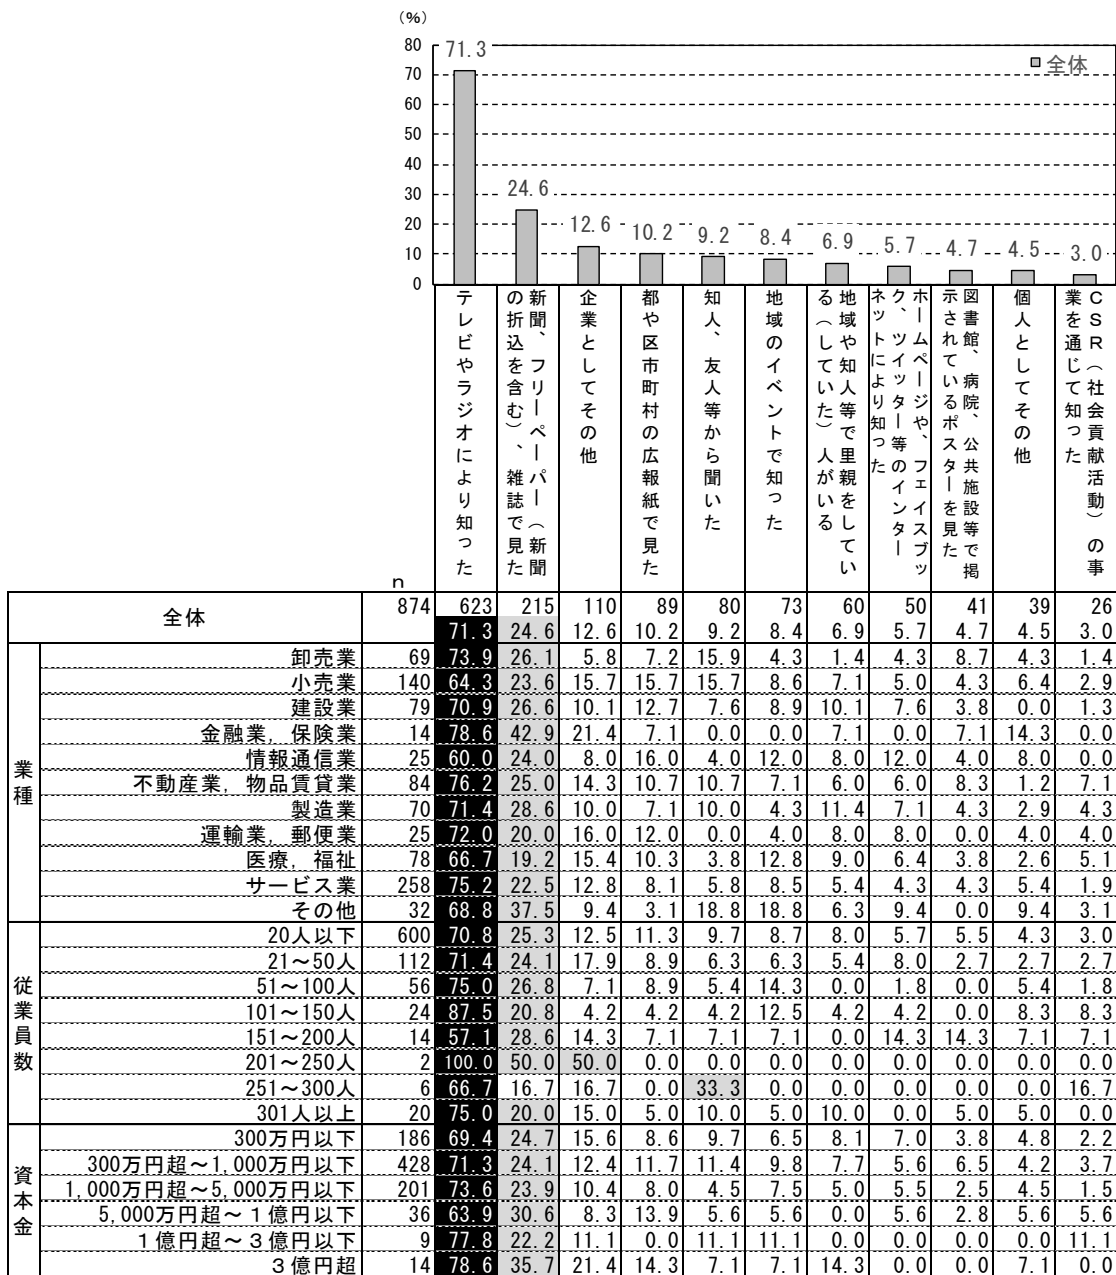 (%)
80
70
60
50
40
30
20
10
0
全体
71.3
24.6
12.6
10.2
9.2
8.4
6.9
5.7
4.7
4.5
3.0
テレビやラジオにより知った
新聞、フリーペーパー（新聞
の折込を含む）、雑誌で見た
企業としてその他
都や区市町村の広報紙で見た
知人、友人等から聞いた
地域のイベントで知った
地域や知人等で里親をしてい
る（していた）人がいる
ホームページや、フェイスブッ
ク、ツイッター等のインター
ネットにより知った
図書館、病院、公共施設等で掲
示されているポスターを見た
個人としてその他
ＣＳＲ（社会貢献活動）の事
業を通じて知った
n
全体 874 623 215 110 89 80 73 60 50 41 39 26
71.3 24.6 12.6 10.2 9.2 8.4 6.9 5.7 4.7 4.5 3.0
業種
卸売業 69 73.9 26.1 5.8 7.2 15.9 4.3 1.4 4.3 8.7 4.3 1.4
小売業 140 64.3 23.6 15.7 15.7 15.7 8.6 7.1 5.0 4.3 6.4 2.9
建設業 79 70.9 26.6 10.1 12.7 7.6 8.9 10.1 7.6 3.8 0.0 1.3
金融業，保険業 14 78.6 42.9 21.4 7.1 0.0 0.0 7.1 0.0 7.1 14.3 0.0
情報通信業 25 60.0 24.0 8.0 16.0 4.0 12.0 8.0 12.0 4.0 8.0 0.0
不動産業，物品賃貸業 84 76.2 25.0 14.3 10.7 10.7 7.1 6.0 6.0 8.3 1.2 7.1
製造業 70 71.4 28.6 10.0 7.1 10.0 4.3 11.4 7.1 4.3 2.9 4.3
運輸業，郵便業 25 72.0 20.0 16.0 12.0 0.0 4.0 8.0 8.0 0.0 4.0 4.0
医療，福祉 78 66.7 19.2 15.4 10.3 3.8 12.8 9.0 6.4 3.8 2.6 5.1
サービス業 258 75.2 22.5 12.8 8.1 5.8 8.5 5.4 4.3 4.3 5.4 1.9
その他 32 68.8 37.5 9.4 3.1 18.8 18.8 6.3 9.4 0.0 9.4 3.1
従業員数
20人以下 600 70.8 25.3 12.5 11.3 9.7 8.7 8.0 5.7 5.5 4.3 3.0
21～50人 112 71.4 24.1 17.9 8.9 6.3 6.3 5.4 8.0 2.7 2.7 2.7
51～100人 56 75.0 26.8 7.1 8.9 5.4 14.3 0.0 1.8 0.0 5.4 1.8
101～150人 24 87.5 20.8 4.2 4.2 4.2 12.5 4.2 4.2 0.0 8.3 8.3
151～200人 14 57.1 28.6 14.3 7.1 7.1 7.1 0.0 14.3 14.3 7.1 7.1
201～250人 2 100.0 50.0 50.0 0.0 0.0 0.0 0.0 0.0 0.0 0.0 0.0
251～300人 6 66.7 16.7 16.7 0.0 33.3 0.0 0.0 0.0 0.0 0.0 16.7
301人以上 20 75.0 20.0 15.0 5.0 10.0 5.0 10.0 0.0 5.0 5.0 0.0
資本金
300万円以下 186 69.4 24.7 15.6 8.6 9.7 6.5 8.1 7.0 3.8 4.8 2.2
300万円超～1,000万円以下 428 71.3 24.1 12.4 11.7 11.4 9.8 7.7 5.6 6.5 4.2 3.7
1,000万円超～5,000万円以下 201 73.6 23.9 10.4 8.0 4.5 7.5 5.0 5.5 2.5 4.5 1.5
5,000万円超～１億円以下 36 63.9 30.6 8.3 13.9 5.6 5.6 0.0 5.6 2.8 5.6 5.6
１億円超～３億円以下 9 77.8 22.2 11.1 0.0 11.1 11.1 0.0 0.0 0.0 0.0 11.1
３億円超 14 78.6 35.7 21.4 14.3 7.1 7.1 14.3 0.0 0.0 7.1 0.0